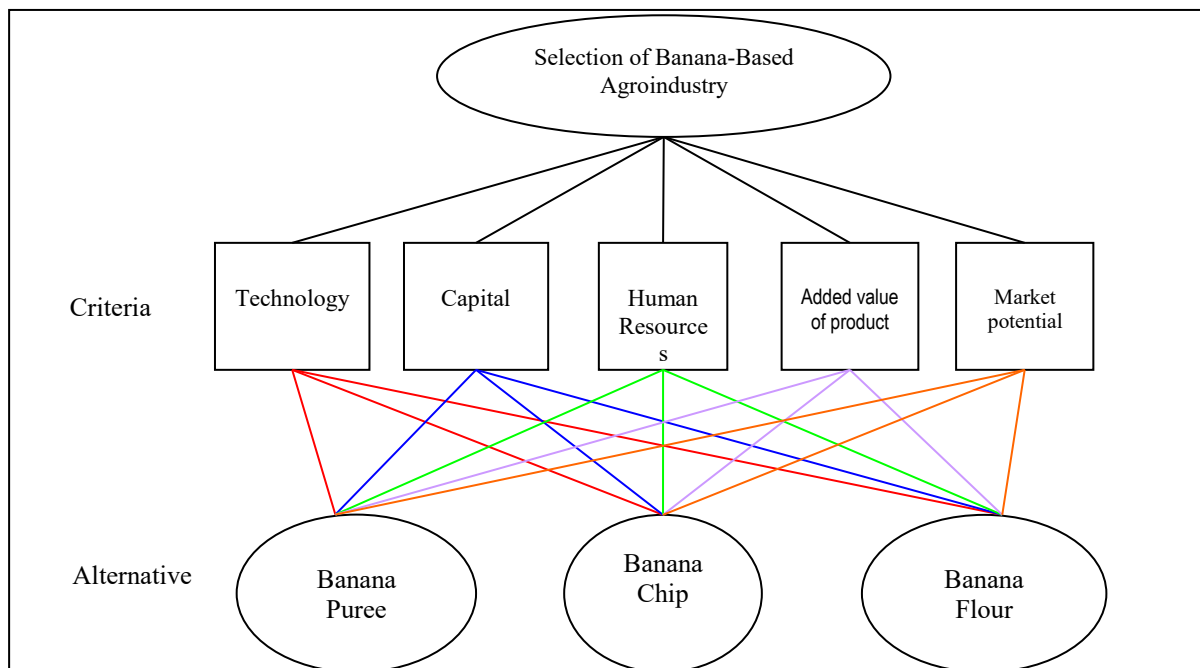 Selection of Banana-Based
Agroindustry
Criteria
Technology
Capital
Human
Resource
s
Added value
of product
Market
potential
Alternative
Banana
Puree
Banana
Chip
Banana
Flour